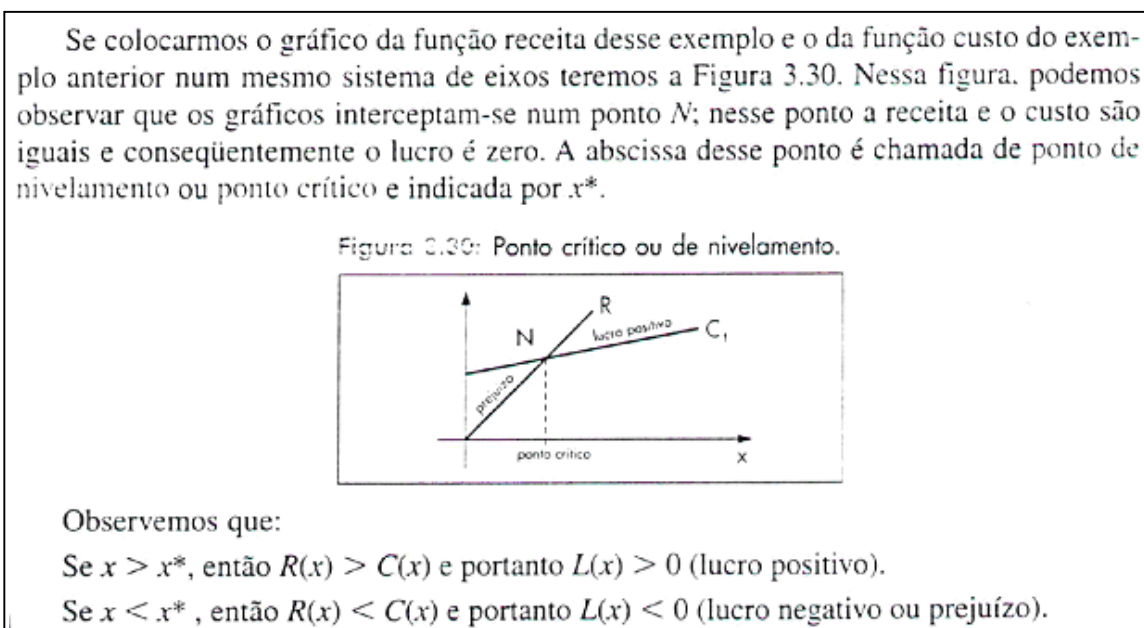 Se colocarmos o gráfico da função receita desse exemplo e o da função custo do exem-
plo anterior num mesmo sistema de eixos teremos a Figura 3.30. Nessa figura. podemos
observar que os gráficos interceptam-se num ponto N; nesse ponto a receita e o custo são
iguais e conseqüentemente o lucro é zero. A abscissa desse ponto é chamada de ponto de
nivelamento ou ponto crítico e indicada por x*.
Figura 3.30: Ponto crítico ou de nivelamento.
R
N
lucro positivo
C₁
prejuízo
ponto crítico
x
Observemos que:
Se x > x*, então R(x) > C(x) e portanto L(x) > 0 (lucro positivo).
Se x < x* , então R(x) < C(x) e portanto L(x) < 0 (lucro negativo ou prejuízo).